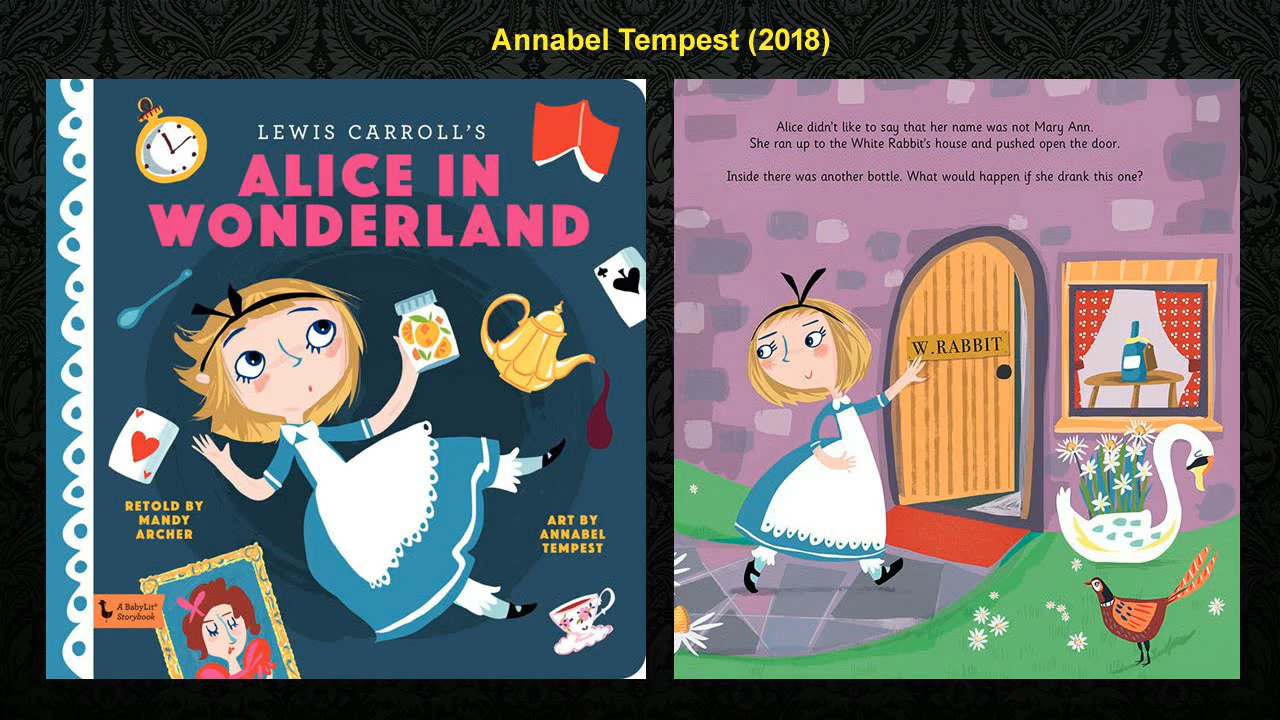 Annabel Tempest (2018)
LEWIS CARROLL'S
ALICE IN
WONDERLAND
RETOLD BY
MANDY
ARCHER
ART BY
ANNABEL
TEMPEST
A BabyLit®
Storybook
Alice didn't like to say that her name was not Mary Ann.
She ran up to the White Rabbit's house and pushed open the door.
Inside there was another bottle. What would happen if she drank this one?
W.RABBIT